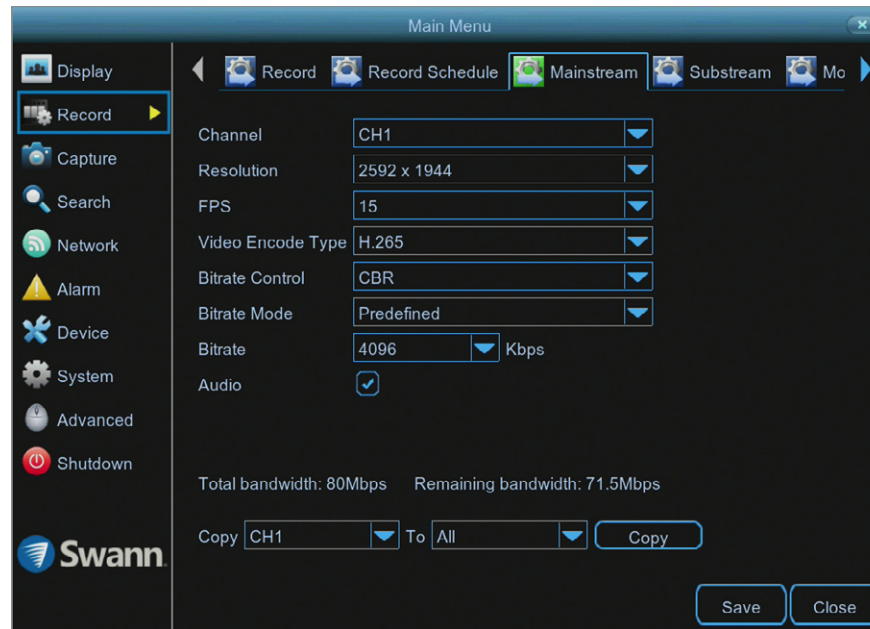 Main Menu
Display
Record
Capture
Search
Network
Alarm
Device
System
Advanced
Shutdown
Swann
Record Record Schedule Mainstream Substream Mo
Channel CH1
Resolution 2592 x 1944
FPS 15
Video Encode Type H.265
Bitrate Control CBR
Bitrate Mode Predefined
Bitrate 4096 Kbps
Audio
Total bandwidth: 80Mbps Remaining bandwidth: 71.5Mbps
Copy CH1 To All Copy
Save Close